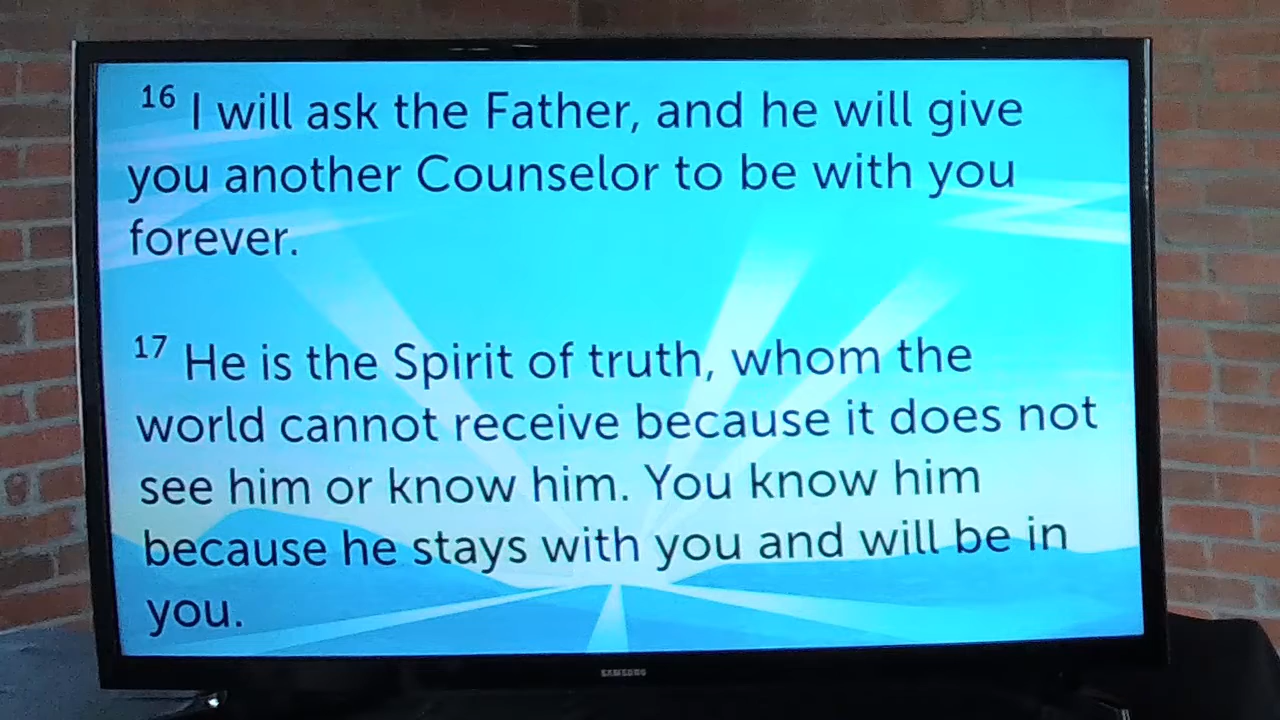 16 I will ask the Father, and he will give
you another Counselor to be with you
forever.
17 He is the Spirit of truth, whom the
world cannot receive because it does not
see him or know him. You know him
because he stays with you and will be in
you.
SAMSUNG